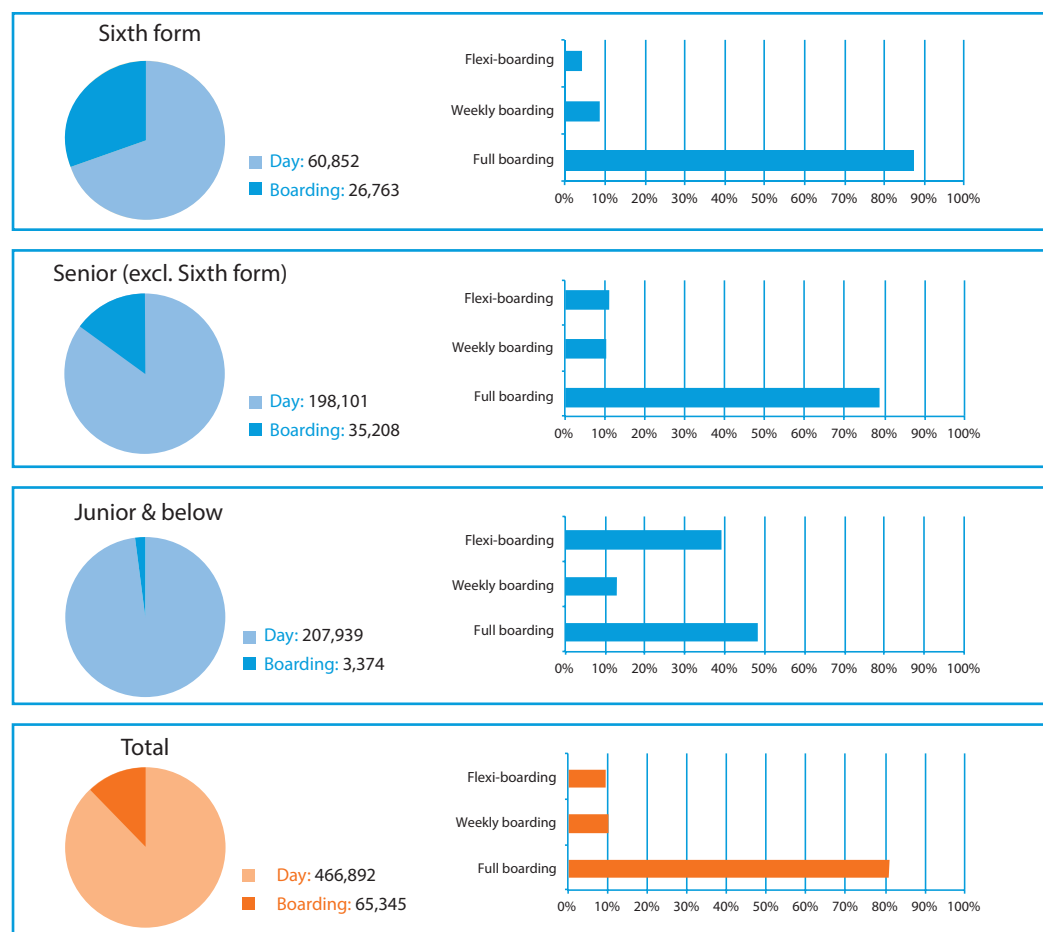 Sixth form
Day: 60,852
Boarding: 26,763
Flexi-boarding
Weekly boarding
Full boarding
0% 10% 20% 30% 40% 50% 60% 70% 80% 90% 100%
Senior (excl. Sixth form)
Day: 198,101
Boarding: 35,208
Flexi-boarding
Weekly boarding
Full boarding
0% 10% 20% 30% 40% 50% 60% 70% 80% 90% 100%
Junior & below
Day: 207,939
Boarding: 3,374
Flexi-boarding
Weekly boarding
Full boarding
0% 10% 20% 30% 40% 50% 60% 70% 80% 90% 100%
Total
Day: 466,892
Boarding: 65,345
Flexi-boarding
Weekly boarding
Full boarding
0% 10% 20% 30% 40% 50% 60% 70% 80% 90% 100%